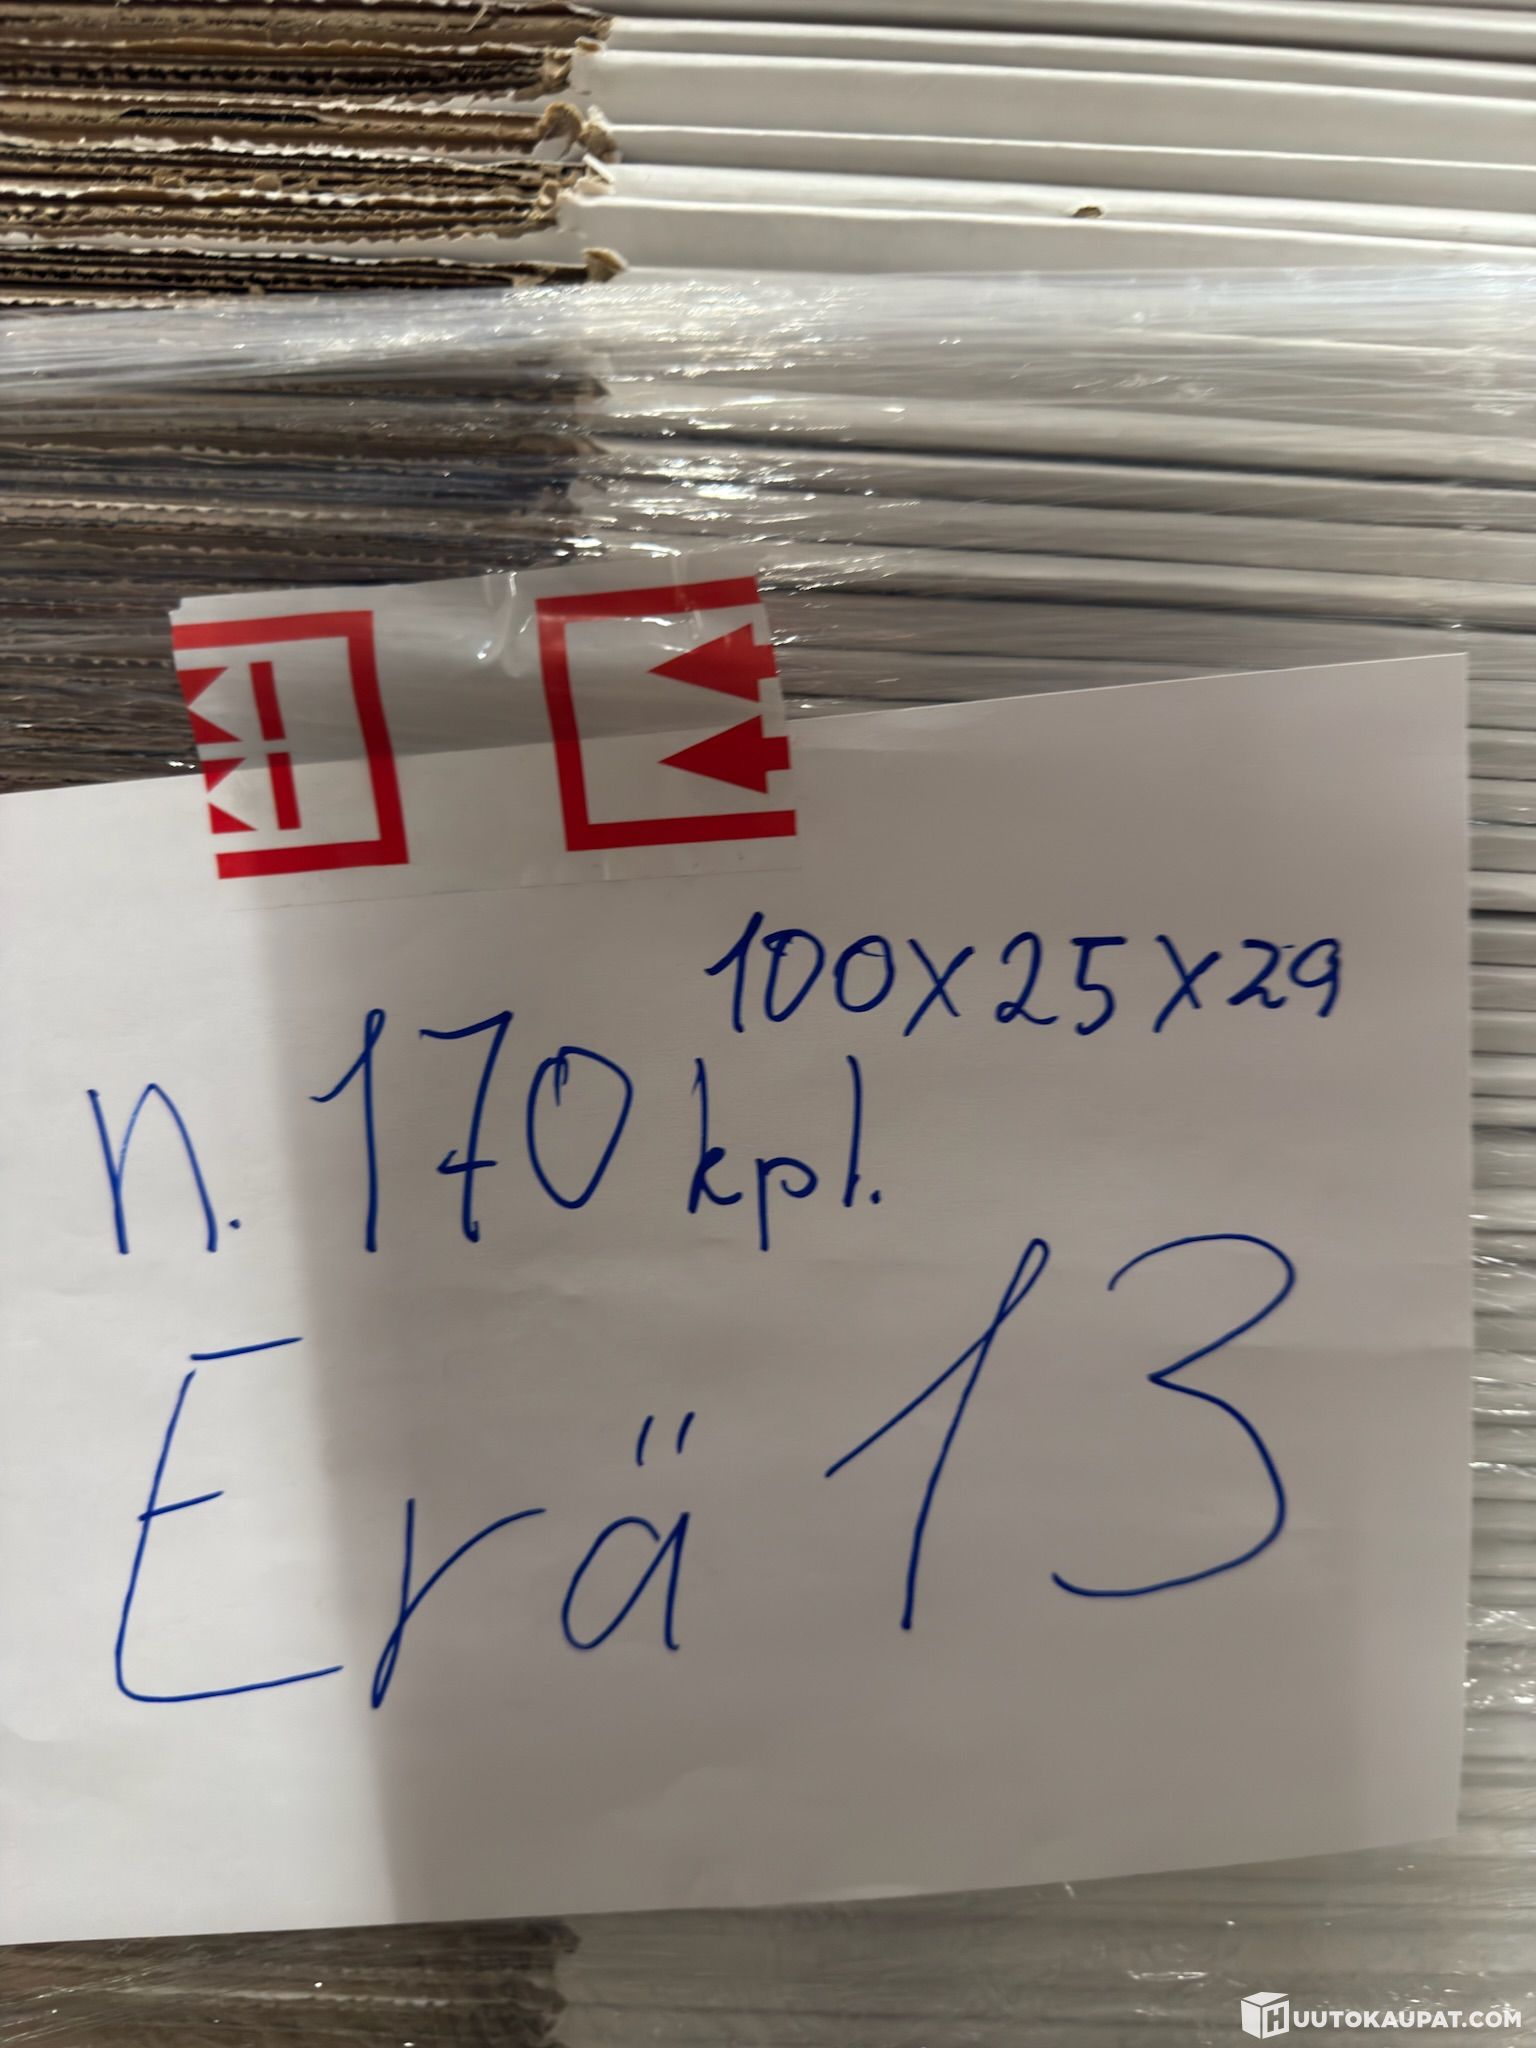 100x25x29
n. 170 kpl.
Erä 13
HUUTOKAUPAT.COM